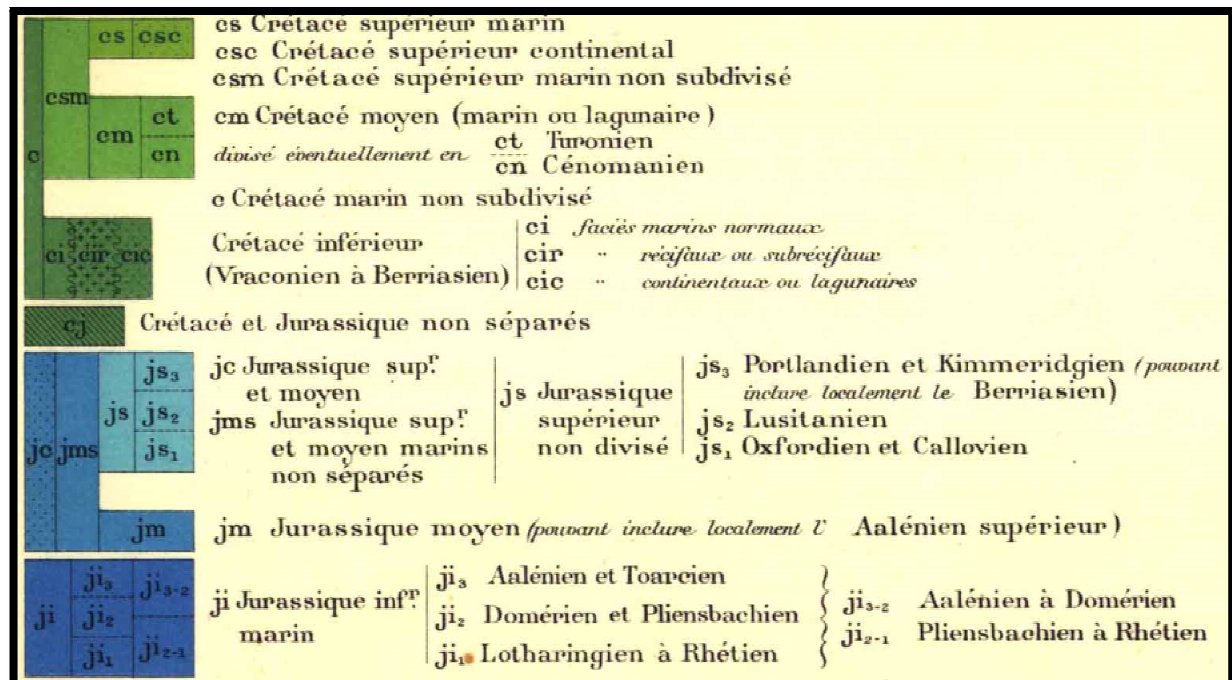 cs csc
cs Crétacé supérieur marin
csc Crétacé supérieur continental
csm Crétacé supérieur marin non subdivisé
csm
cm
ct
cn
cm Crétacé moyen (marin ou lagunaire)
divisé éventuellement en ct Turonien
cn Cénomanien
c
c Crétacé marin non subdivisé
ci cir cic
Crétacé inférieur
(Vraconien à Berriasien)
ci faciès marins normaux
cir " récifaux ou subrécifaux
cic " continentaux ou lagunaires
cj
Crétacé et Jurassique non séparés
jc jms js
js₃
js₂
js₁
jc Jurassique supʳ.
et moyen
jms Jurassique supʳ.
et moyen marins
non séparés
js Jurassique
supérieur
non divisé
js₃ Portlandien et Kimmeridgien (pouvant
inclure localement le Berriasien)
js₂ Lusitanien
js₁ Oxfordien et Callovien
jm
jm Jurassique moyen (pouvant inclure localement l' Aalénien supérieur)
ji
ji₃
ji₂
ji₁
ji₃₋₂
ji₂₋₁
ji Jurassique infʳ.
marin
ji₃ Aalénien et Toarcien
ji₂ Domérien et Pliensbachien
ji₁ Lotharingien à Rhétien
ji₃₋₂ Aalénien à Domérien
ji₂₋₁ Pliensbachien à Rhétien